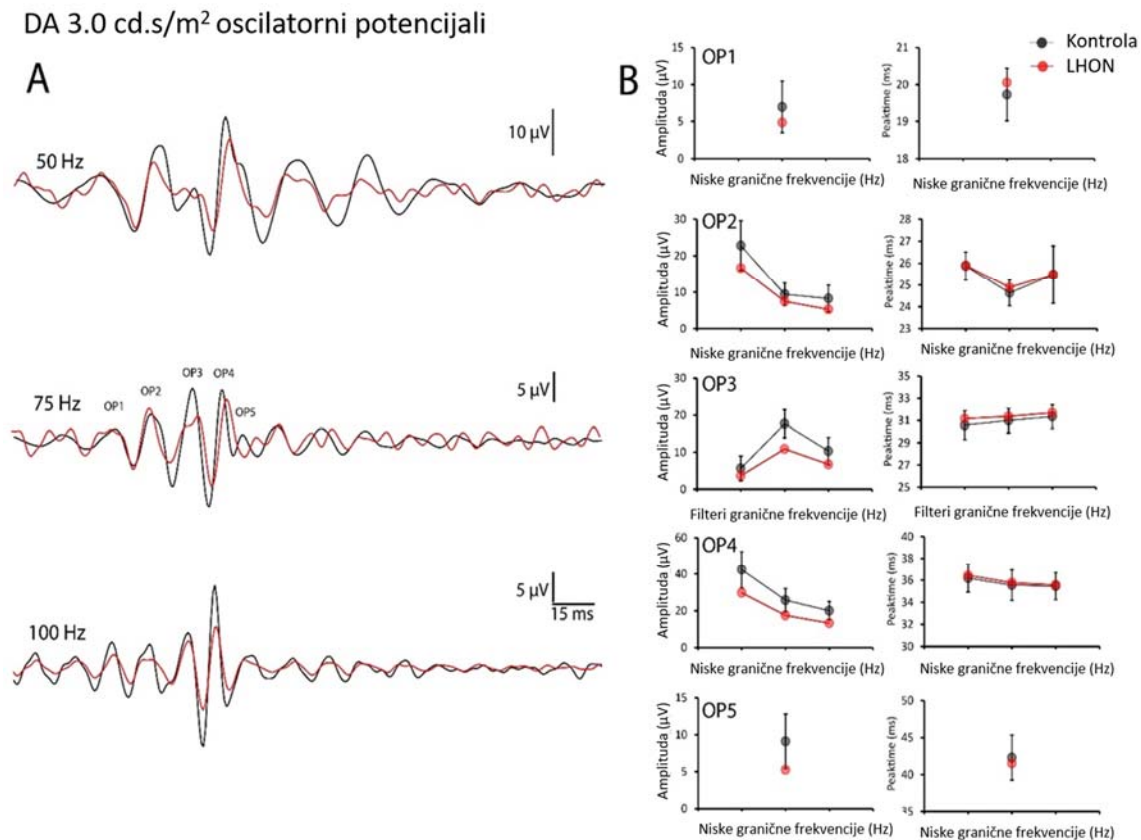 DA 3.0 cd.s/m² oscilatorni potencijali
A
50 Hz
10 µV
75 Hz
OP1
OP2
OP3
OP4
OP5
5 µV
100 Hz
5 µV
15 ms
B
Kontrola
LHON
OP1
Amplituda (µV)
15
10
5
0
Niske granične frekvencije (Hz)
Peaktime (ms)
21
20
19
18
Niske granične frekvencije (Hz)
OP2
Amplituda (µV)
30
20
10
0
Niske granične frekvencije (Hz)
Peaktime (ms)
28
26
25
23
Niske granične frekvencije (Hz)
OP3
Amplituda (µV)
30
20
10
0
Filteri granične frekvencije (Hz)
Peaktime (ms)
35
33
31
29
27
25
Filteri granične frekvencije (Hz)
OP4
Amplituda (µV)
60
40
20
0
Niske granične frekvencije (Hz)
Peaktime (ms)
40
38
36
34
32
30
Niske granične frekvencije (Hz)
OP5
Amplituda (µV)
15
10
5
0
Niske granične frekvencije (Hz)
Peaktime (ms)
50
45
40
35
Niske granične frekvencije (Hz)